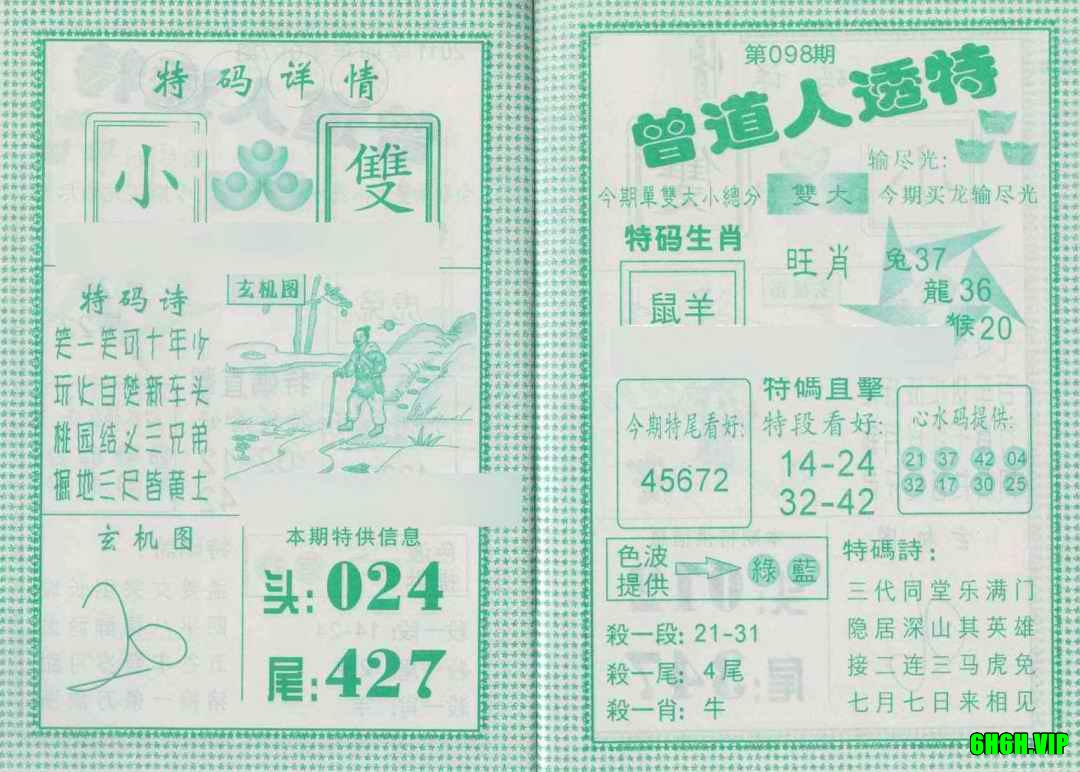 特码详情
小
雙
特码诗
笑一笑可十年少
玩火自焚新车头
桃园结义三兄弟
掘地三尺皆黄土
玄机图
玄机图
本期特供信息
头:024
尾:427
第098期
曾道人透特
输尽光:
今期單雙大小總分 雙大 今期买龙输尽光
特码生肖
鼠羊
旺肖
兔37
龍36
猴20
今期特尾看好:
45672
特碼直擊
特段看好:
14-24
32-42
心水码提供:
21 37 42 04
32 17 30 25
色波
提供
綠藍
殺一段: 21-31
殺一尾: 4尾
殺一肖: 牛
特碼詩:
三代同堂乐满门
隐居深山其英雄
接二连三马虎兔
七月七日来相见
6H6H.VIP